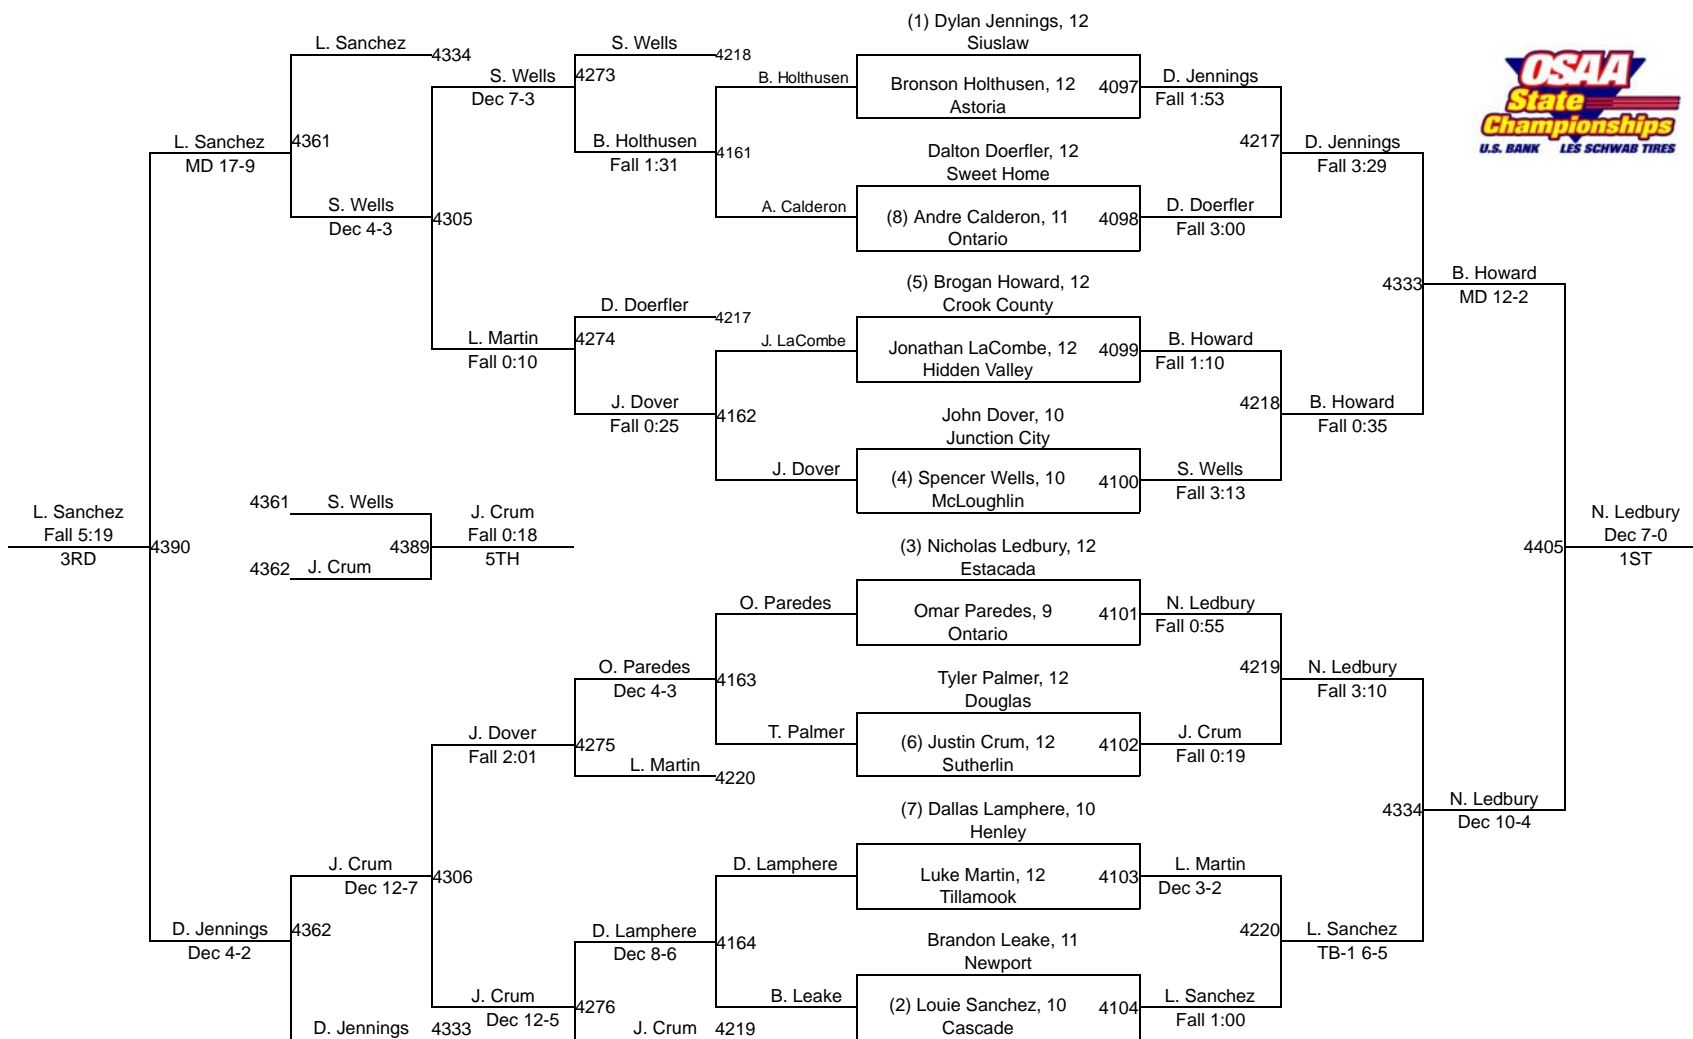 (1) Dylan Jennings, 12
Siuslaw
Bronson Holthusen, 12
Astoria
4097
Dalton Doerfler, 12
Sweet Home
(8) Andre Calderon, 11
Ontario
4098
(5) Brogan Howard, 12
Crook County
Jonathan LaCombe, 12
Hidden Valley
4099
John Dover, 10
Junction City
(4) Spencer Wells, 10
McLoughlin
4100
(3) Nicholas Ledbury, 12
Estacada
Omar Paredes, 9
Ontario
4101
Tyler Palmer, 12
Douglas
(6) Justin Crum, 12
Sutherlin
4102
(7) Dallas Lamphere, 10
Henley
Luke Martin, 12
Tillamook
4103
Brandon Leake, 11
Newport
(2) Louie Sanchez, 10
Cascade
4104
D. Jennings
Fall 1:53
D. Doerfler
Fall 3:00
B. Howard
Fall 1:10
S. Wells
Fall 3:13
N. Ledbury
Fall 0:55
J. Crum
Fall 0:19
L. Martin
Dec 3-2
L. Sanchez
Fall 1:00
4217
D. Jennings
Fall 3:29
4218
B. Howard
Fall 0:35
4219
N. Ledbury
Fall 3:10
4220
L. Sanchez
TB-1 6-5
4333
B. Howard
MD 12-2
4334
N. Ledbury
Dec 10-4
4405
N. Ledbury
Dec 7-0
1ST
OSAA
State
Championships
U.S. BANK LES SCHWAB TIRES
B. Holthusen
A. Calderon
4161
J. LaCombe
J. Dover
4162
O. Paredes
T. Palmer
4163
D. Lamphere
B. Leake
4164
S. Wells
4218
B. Holthusen
Fall 1:31
4273
D. Doerfler
4217
J. Dover
Fall 0:25
4274
O. Paredes
Dec 4-3
L. Martin
4220
4275
D. Lamphere
Dec 8-6
J. Crum 4219
4276
S. Wells
Dec 7-3
L. Martin
Fall 0:10
4305
J. Dover
Fall 2:01
J. Crum
Dec 12-5
4306
L. Sanchez
4334
S. Wells
Dec 4-3
4361
J. Crum
Dec 12-7
D. Jennings 4333
4362
L. Sanchez
MD 17-9
D. Jennings
Dec 4-2
4390
L. Sanchez
Fall 5:19
3RD
4361 S. Wells
4362 J. Crum
4389
J. Crum
Fall 0:18
5TH